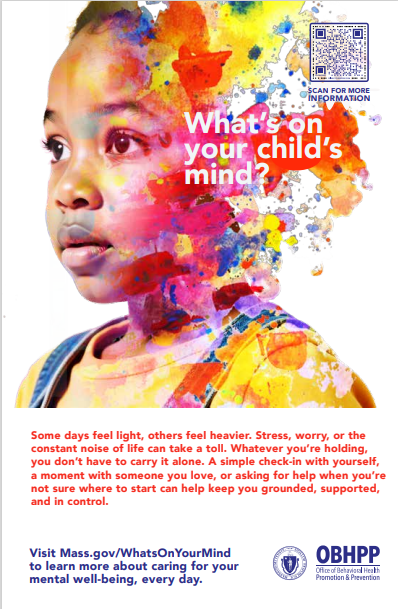 SCAN FOR MORE
INFORMATION
What's on
your child's
mind?
Some days feel light, others feel heavier. Stress, worry, or the
constant noise of life can take a toll. Whatever you're holding,
you don't have to carry it alone. A simple check-in with yourself,
a moment with someone you love, or asking for help when you're
not sure where to start can help keep you grounded, supported,
and in control.
Visit Mass.gov/WhatsOnYourMind
to learn more about caring for your
mental well-being, every day.
OBHPP
Office of Behavioral Health
Promotion & Prevention